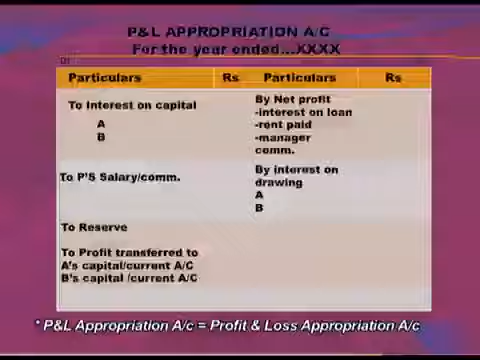 P&L APPROPRIATION A/C
For the year ended...XXXX
Dr
Particulars Rs Particulars Rs
To Interest on capital
A
B
By Net profit
-interest on loan
-rent paid
-manager
comm.
To P'S Salary/comm.
By interest on
drawing
A
B
To Reserve
To Profit transferred to
A's capital/current A/C
B's capital /current A/C
* P&L Appropriation A/c = Profit & Loss Appropriation A/c